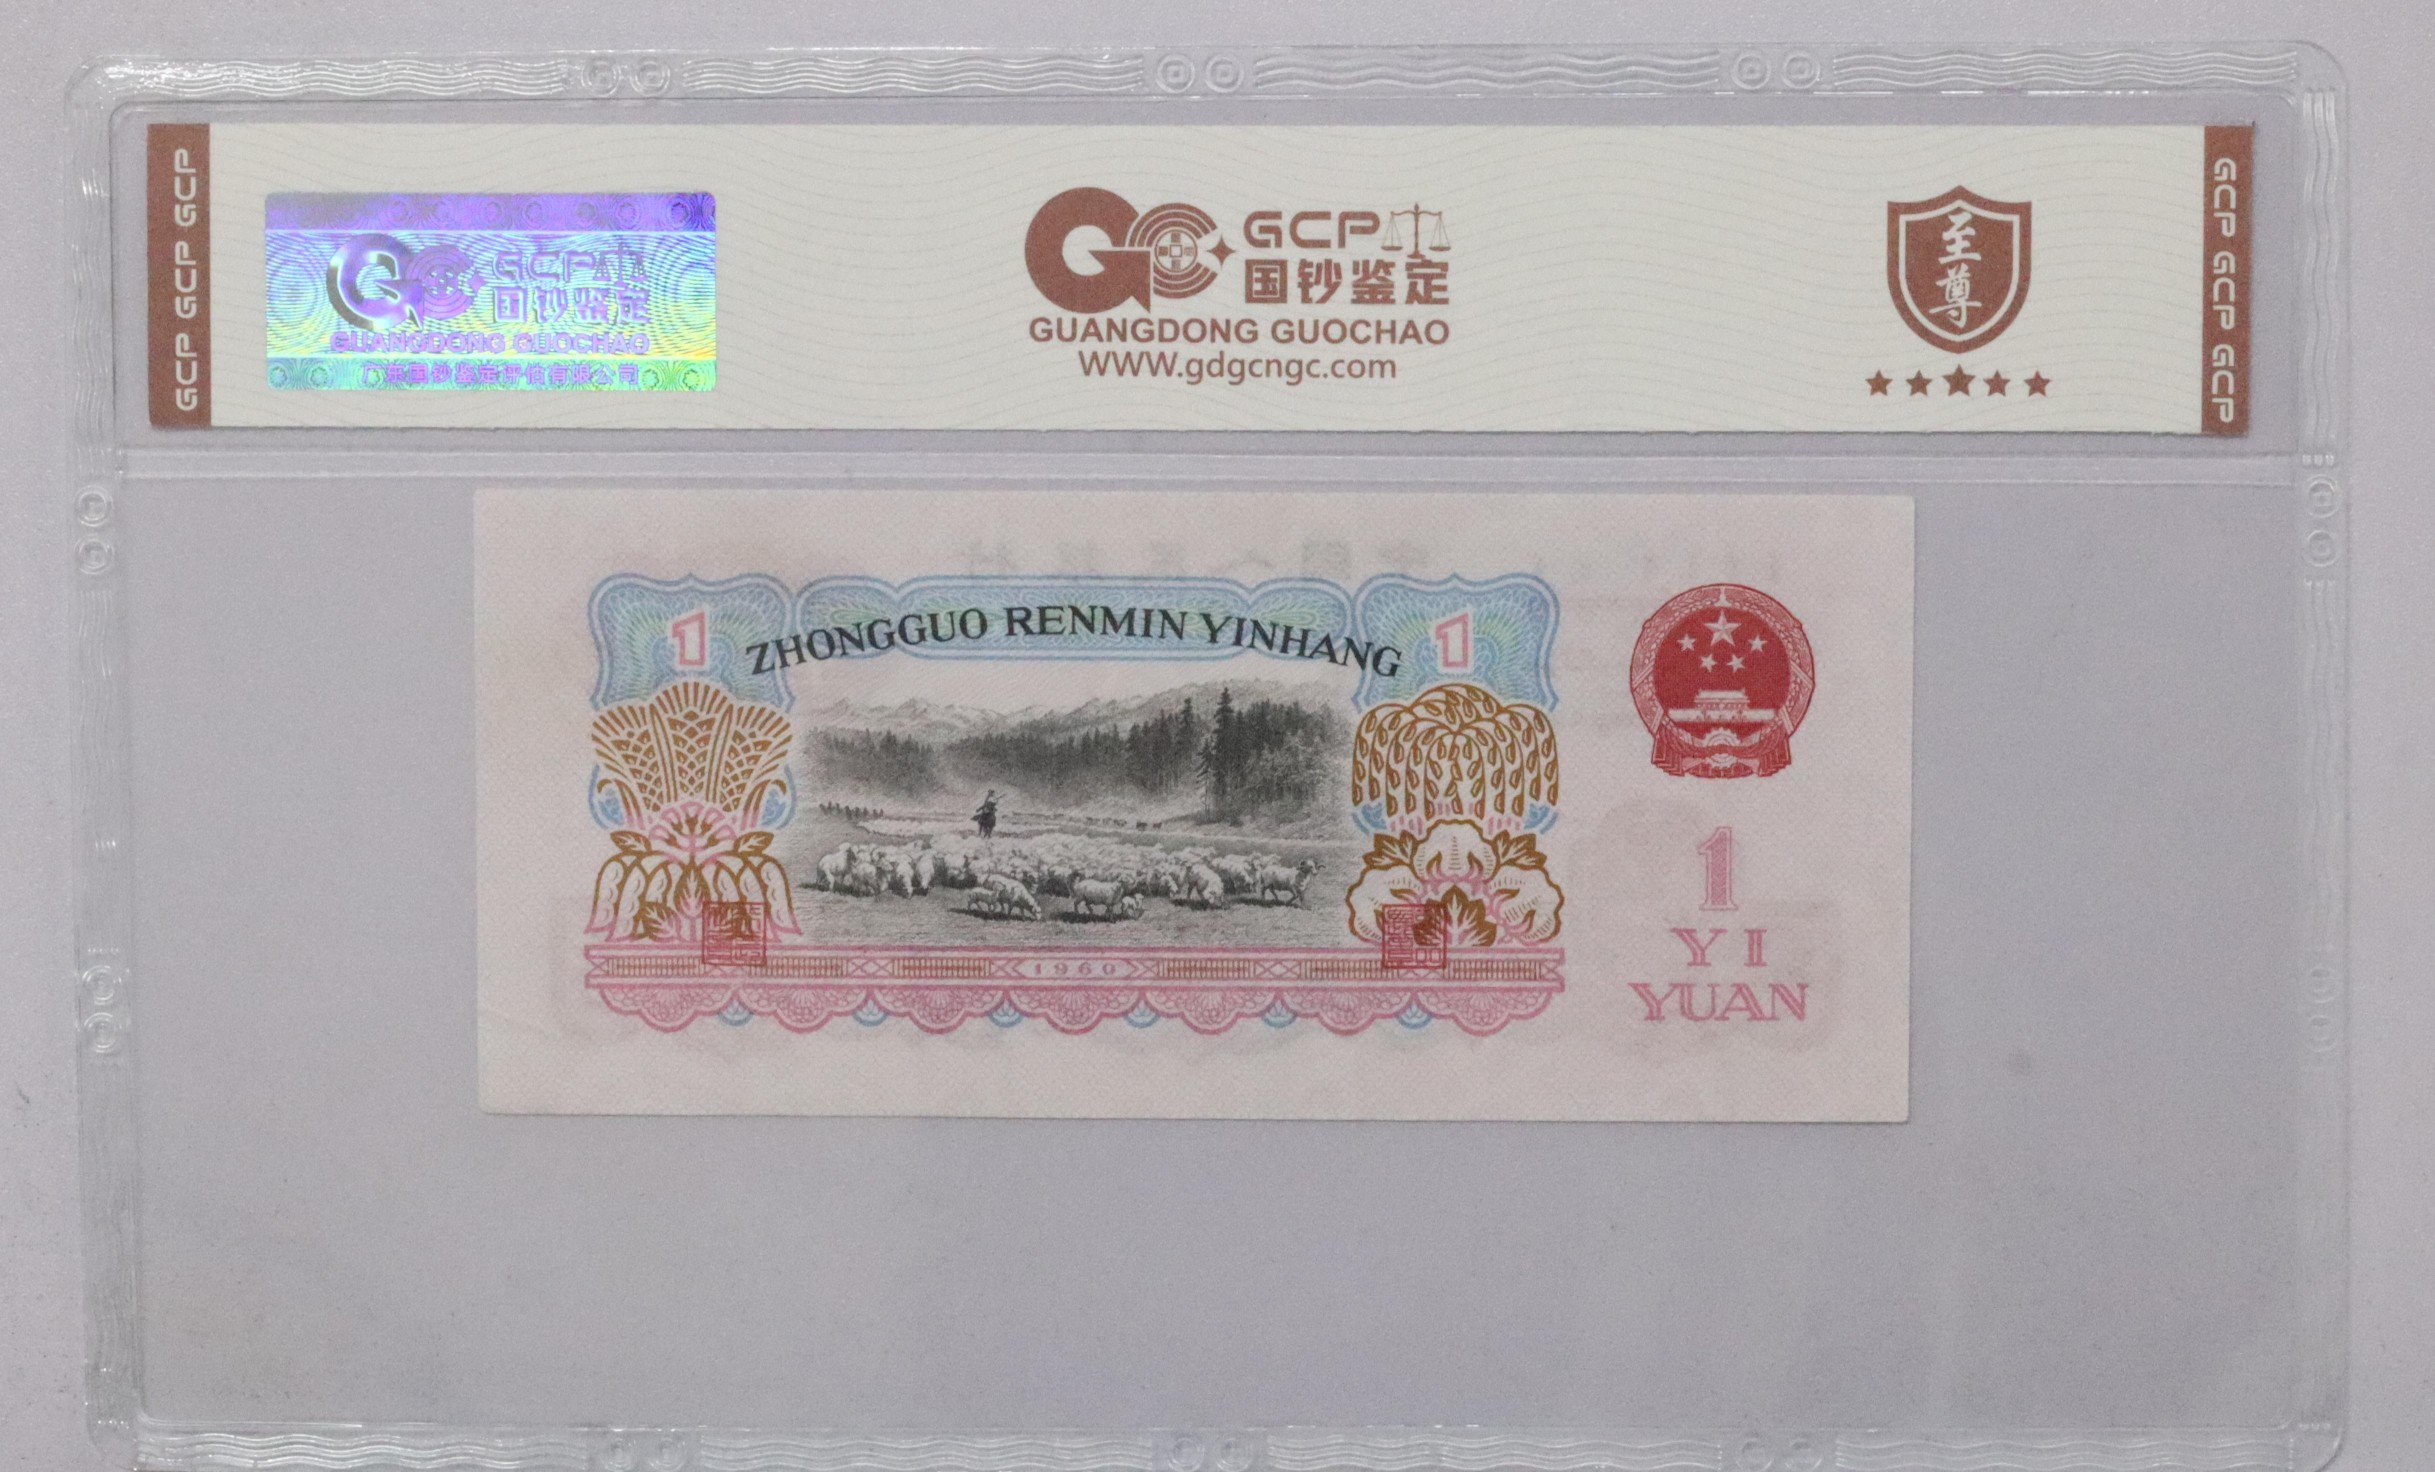 GCP GCP GCP
GCP
国钞鉴定
GUANGDONG GUOCHAO
广东国钞鉴定评估有限公司
GCP
国钞鉴定
GUANGDONG GUOCHAO
WWW.gdgcngc.com
至尊
GCP GCP GCP
1
ZHONGGUO RENMIN YINHANG
1
1
YI
YUAN
1960